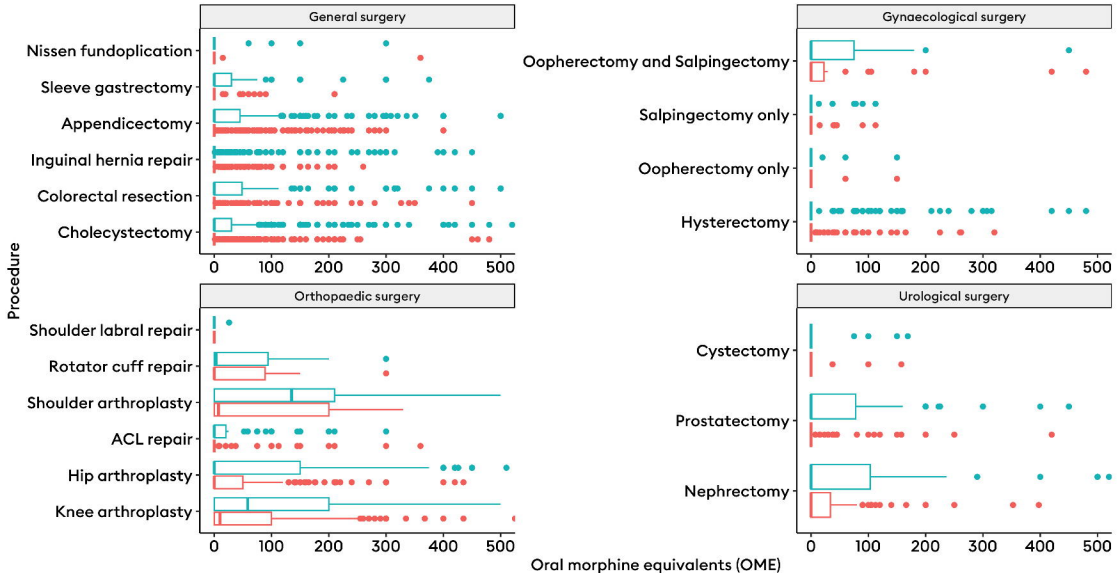 General surgery
Nissen fundoplication
Sleeve gastrectomy
Appendicectomy
Inguinal hernia repair
Colorectal resection
Cholecystectomy
0 100 200 300 400 500
Gynaecological surgery
Oopherectomy and Salpingectomy
Salpingectomy only
Oopherectomy only
Hysterectomy
0 100 200 300 400 500
Procedure
Orthopaedic surgery
Shoulder labral repair
Rotator cuff repair
Shoulder arthroplasty
ACL repair
Hip arthroplasty
Knee arthroplasty
0 100 200 300 400 500
Urological surgery
Cystectomy
Prostatectomy
Nephrectomy
0 100 200 300 400 500
Oral morphine equivalents (OME)